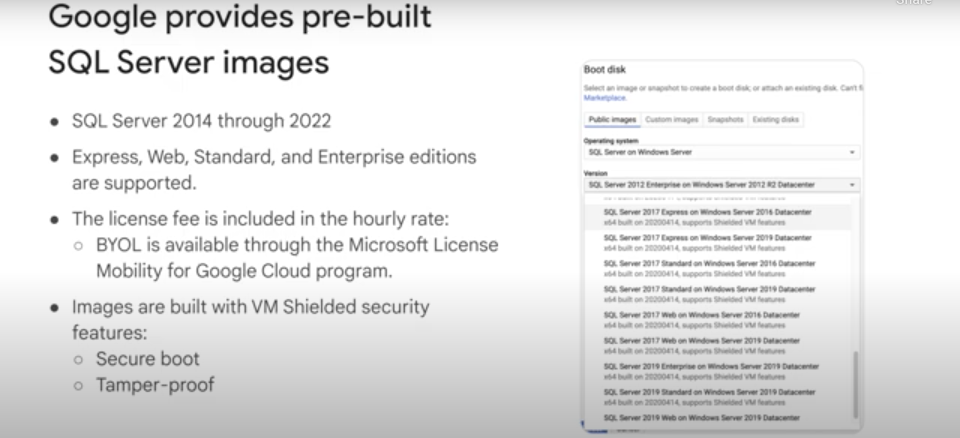 Share
Google provides pre-built
SQL Server images
• SQL Server 2014 through 2022
• Express, Web, Standard, and Enterprise editions
are supported.
• The license fee is included in the hourly rate:
○ BYOL is available through the Microsoft License
Mobility for Google Cloud program.
• Images are built with VM Shielded security
features:
○ Secure boot
○ Tamper-proof
Boot disk
Select an image or snapshot to create a boot disk; or attach an existing disk. Can't fi
Marketplace.
Public images Custom images Snapshots Existing disks
Operating system
SQL Server on Windows Server
Version
SQL Server 2012 Enterprise on Windows Server 2012 R2 Datacenter
SQL Server 2017 Express on Windows Server 2016 Datacenter
x64 built on 20200414, supports Shielded VM features
SQL Server 2017 Express on Windows Server 2019 Datacenter
x64 built on 20200414, supports Shielded VM features
SQL Server 2017 Standard on Windows Server 2016 Datacenter
x64 built on 20200414, supports Shielded VM features
SQL Server 2017 Standard on Windows Server 2019 Datacenter
x64 built on 20200414, supports Shielded VM features
SQL Server 2017 Web on Windows Server 2016 Datacenter
x64 built on 20200414, supports Shielded VM features
SQL Server 2017 Web on Windows Server 2019 Datacenter
x64 built on 20200414, supports Shielded VM features
SQL Server 2019 Enterprise on Windows Server 2019 Datacenter
x64 built on 20200414, supports Shielded VM features
SQL Server 2019 Standard on Windows Server 2019 Datacenter
x64 built on 20200414, supports Shielded VM features
SQL Server 2019 Web on Windows Server 2019 Datacenter